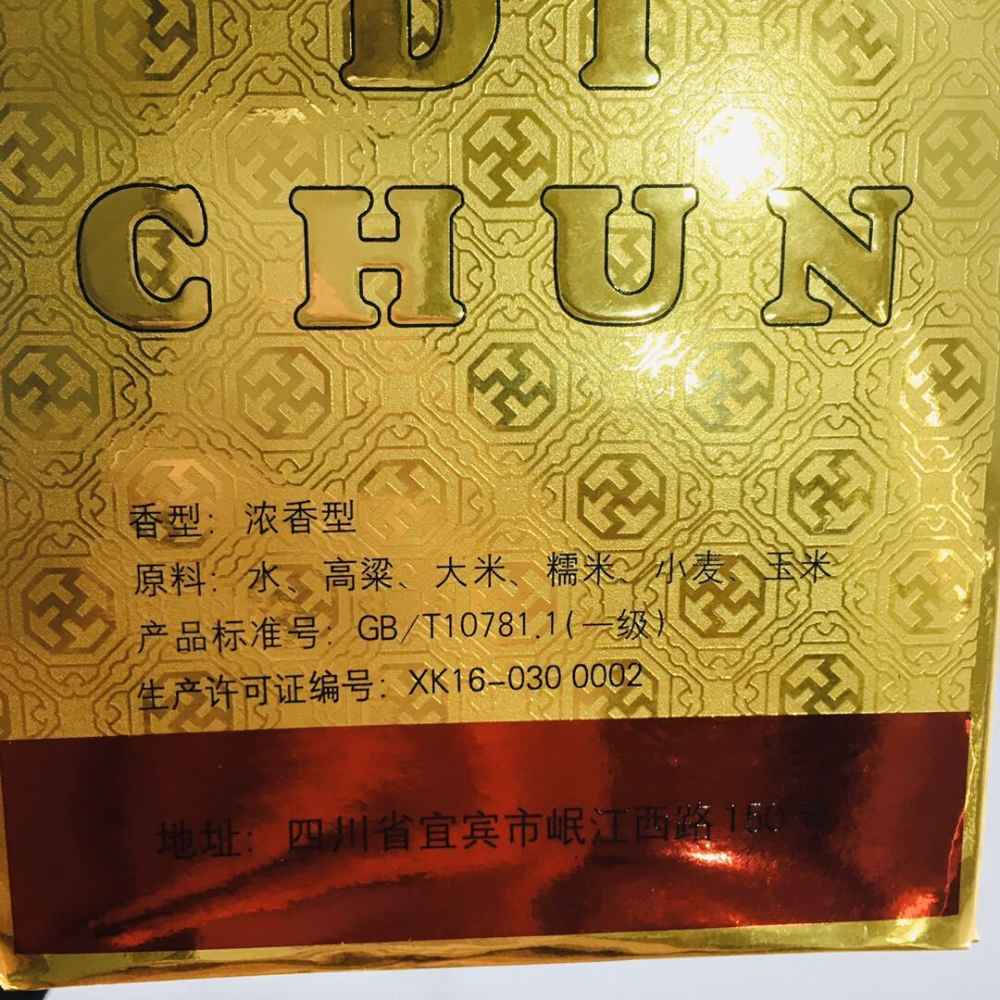 DI
CHUN
香型：浓香型
原料：水、高粱、大米、糯米、小麦、玉米
产品标准号：GB/T10781.1(一级)
生产许可证编号：XK16-030 0002
地址：四川省宜宾市岷江西路150号